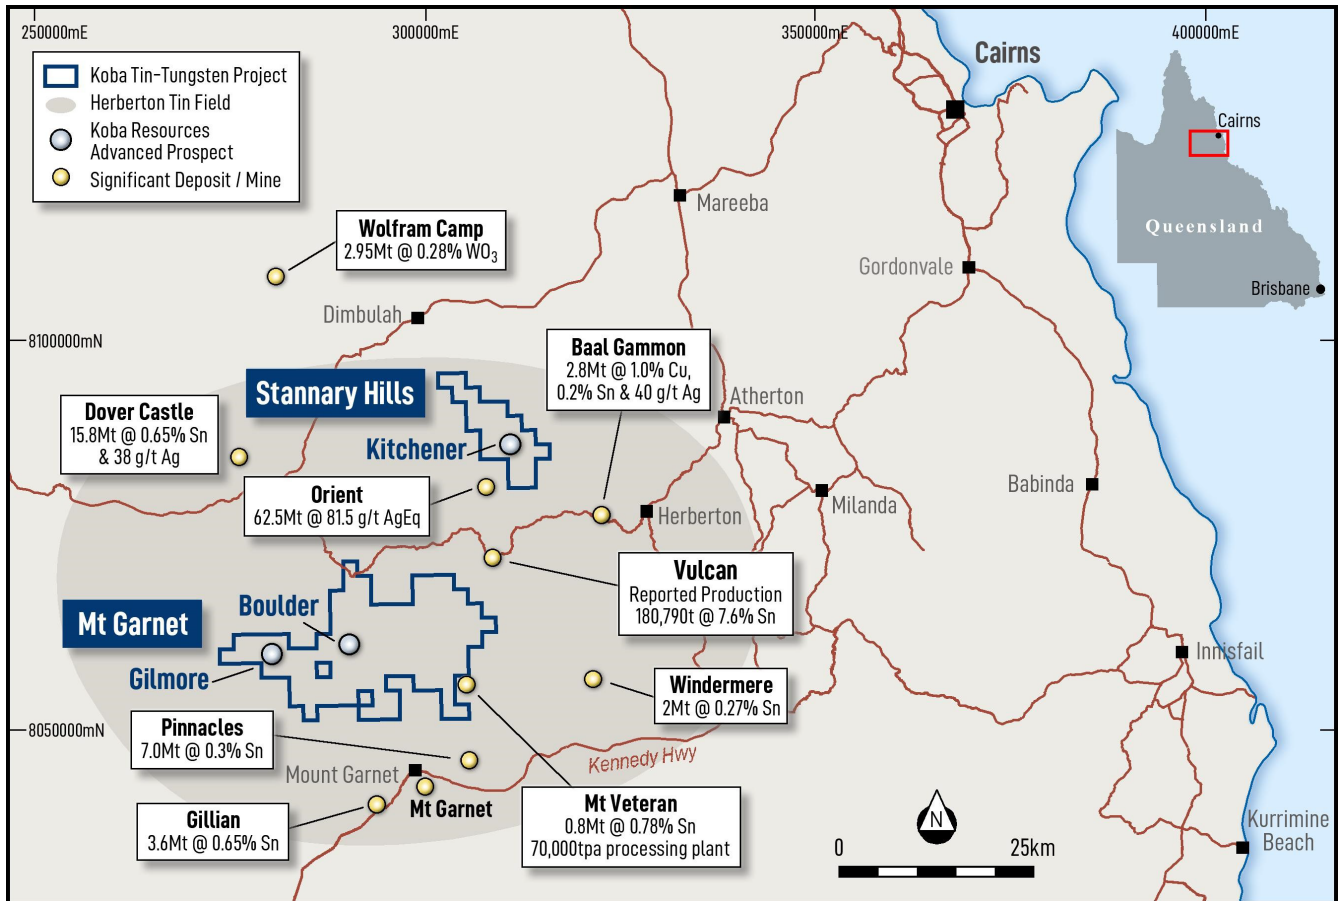 250000mE
300000mE
350000mE
400000mE
Koba Tin-Tungsten Project
Herberton Tin Field
Koba Resources
Advanced Prospect
Significant Deposit / Mine
Cairns
Cairns
Queensland
Brisbane
Mareeba
Wolfram Camp
2.95Mt @ 0.28% WO₃
Gordonvale
Dimbulah
8100000mN
Baal Gammon
2.8Mt @ 1.0% Cu,
0.2% Sn & 40 g/t Ag
Stannary Hills
Atherton
Dover Castle
15.8Mt @ 0.65% Sn
& 38 g/t Ag
Kitchener
Orient
62.5Mt @ 81.5 g/t AgEq
Babinda
Milanda
Herberton
Vulcan
Reported Production
180,790t @ 7.6% Sn
Boulder
Mt Garnet
Gilmore
Innisfail
Windermere
2Mt @ 0.27% Sn
Pinnacles
7.0Mt @ 0.3% Sn
8050000mN
Kennedy Hwy
Mount Garnet
Mt Garnet
Mt Veteran
0.8Mt @ 0.78% Sn
70,000tpa processing plant
Gillian
3.6Mt @ 0.65% Sn
N
0
25km
Kurrimine
Beach